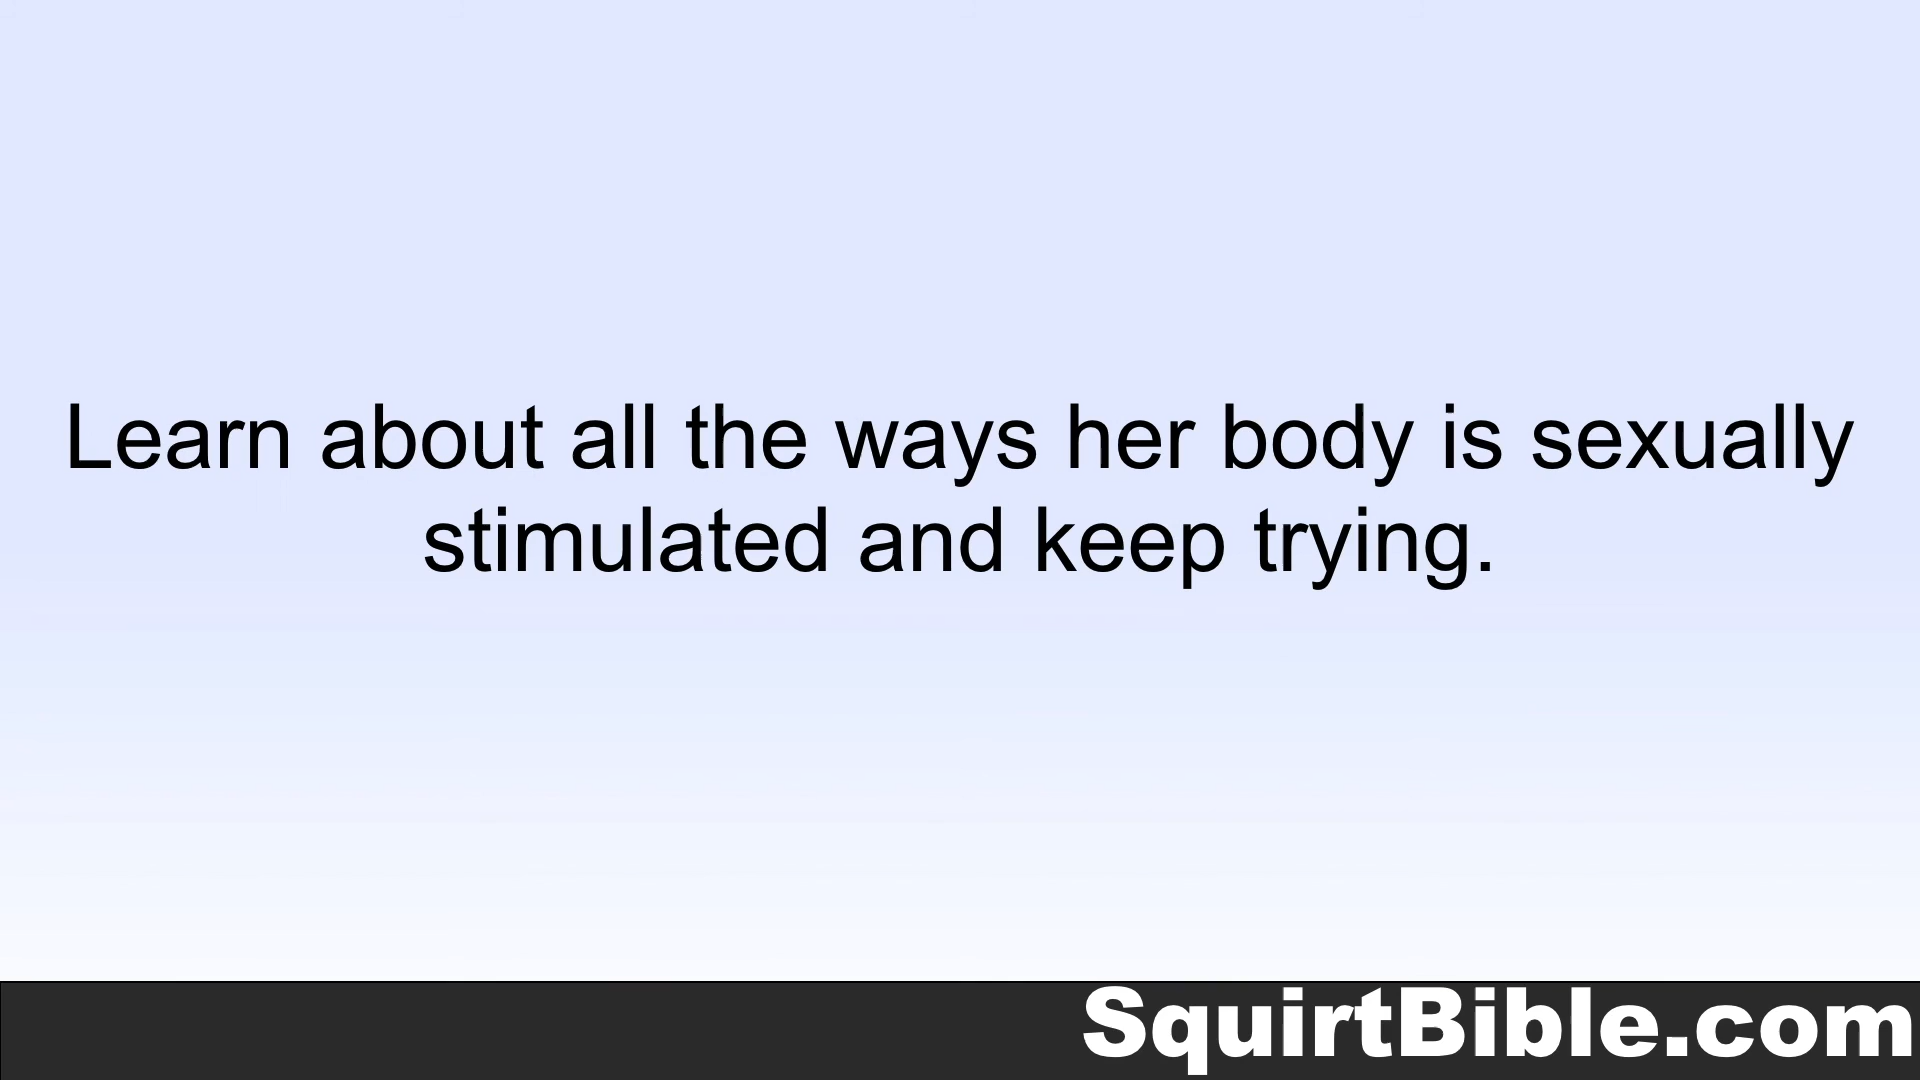 Learn about all the ways her body is sexually
stimulated and keep trying.
SquirtBible.com